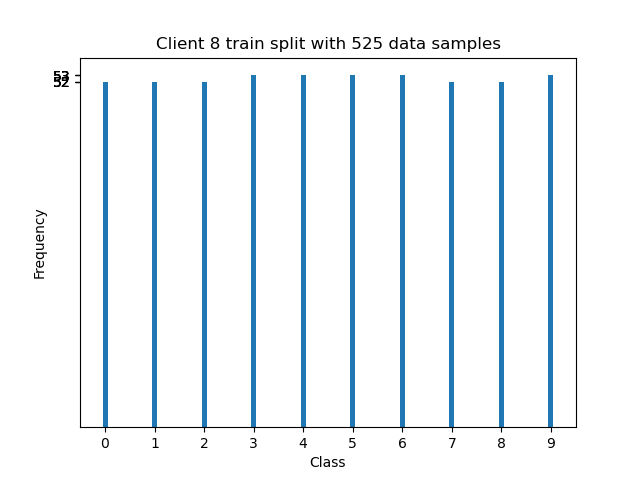 Client 8 train split with 525 data samples
53
52
Frequency
0 1 2 3 4 5 6 7 8 9
Class